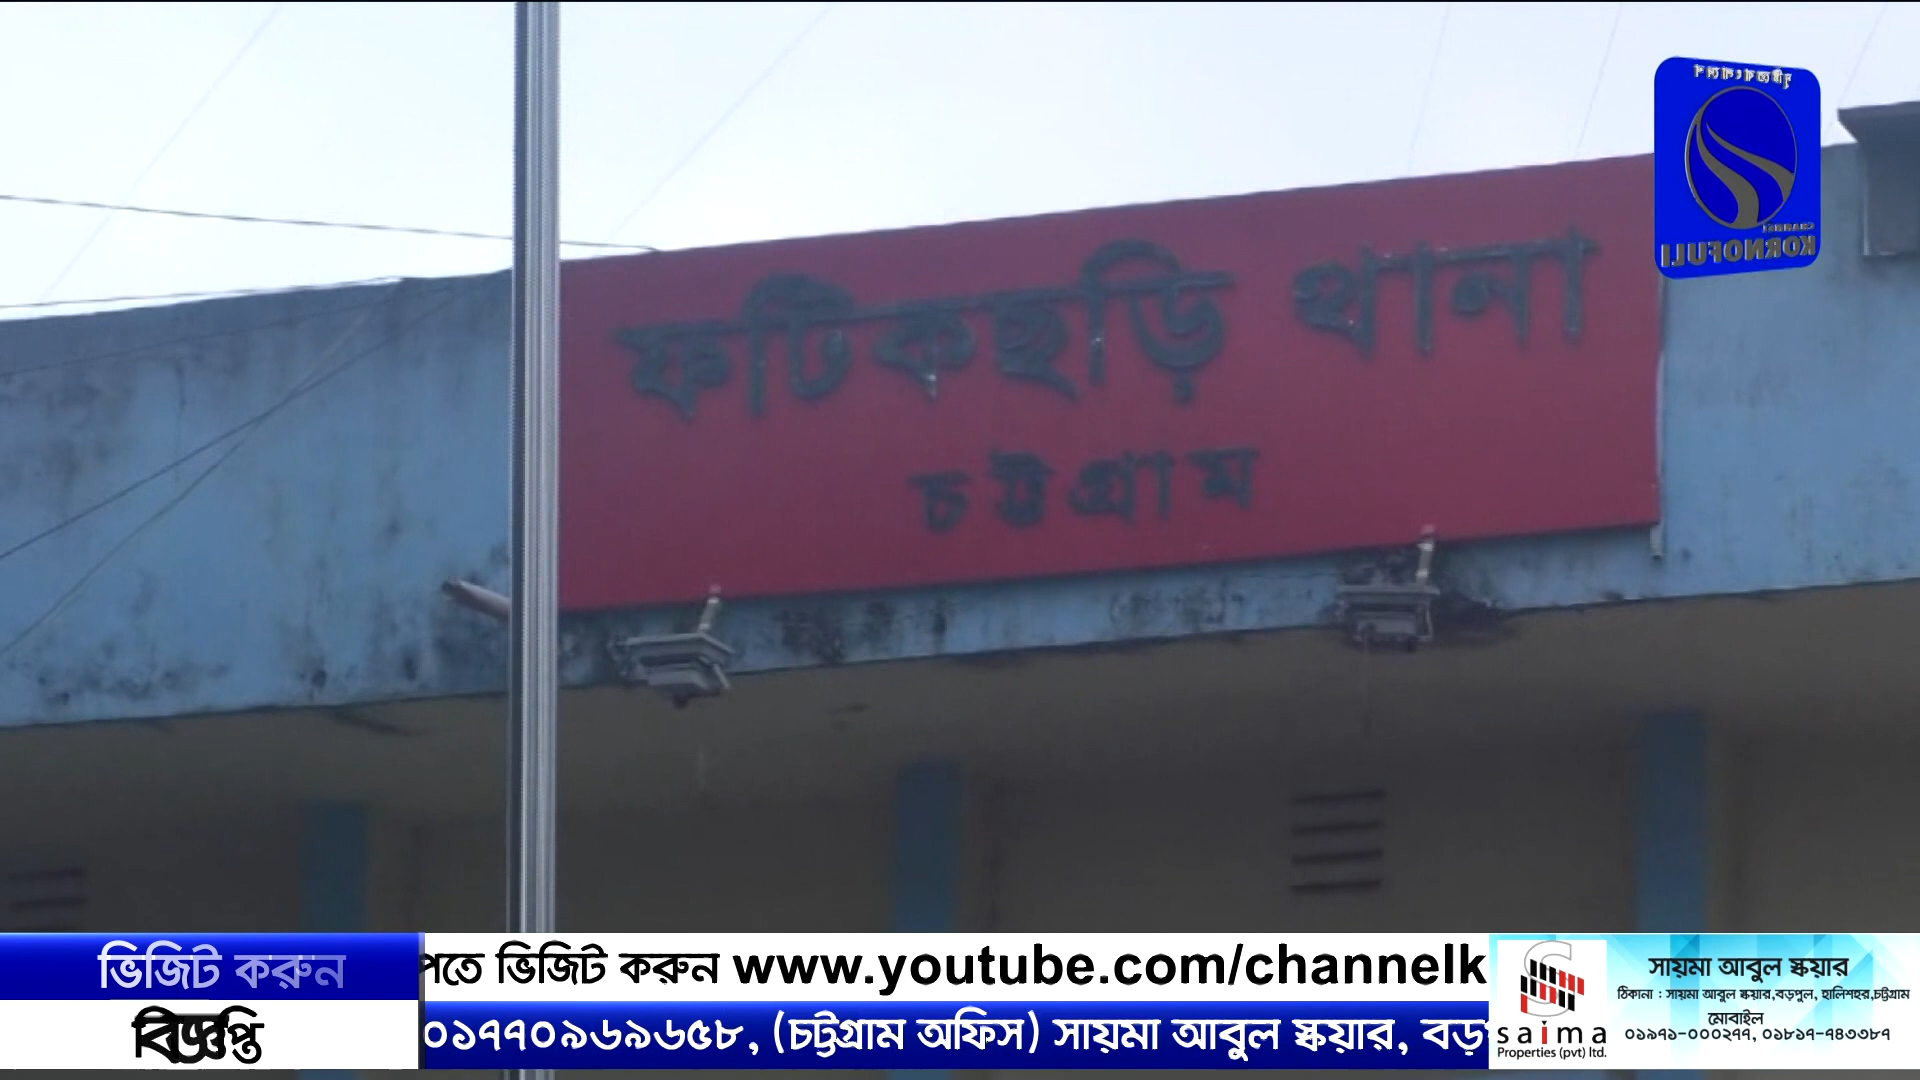 ফটিকছড়ি থানা
চট্টগ্রাম
CHANNEL
KORNOFULI
ভিজিট করুন
পতে ভিজিট করুন www.youtube.com/channelk
বিজ্ঞপ্তি
০১৭৭০৯৬৯৬৫৮, (চট্টগ্রাম অফিস) সায়মা আবুল স্কয়ার, বড়
saima
Properties (pvt) ltd.
সায়মা আবুল স্কয়ার
ঠিকানা : সায়মা আবুল স্কয়ার,বড়পুল, হালিশহর,চট্টগ্রাম
মোবাইল
০১৯৭১-০০০২৭৭, ০১৮১৭-৭৪৩৩৮৭